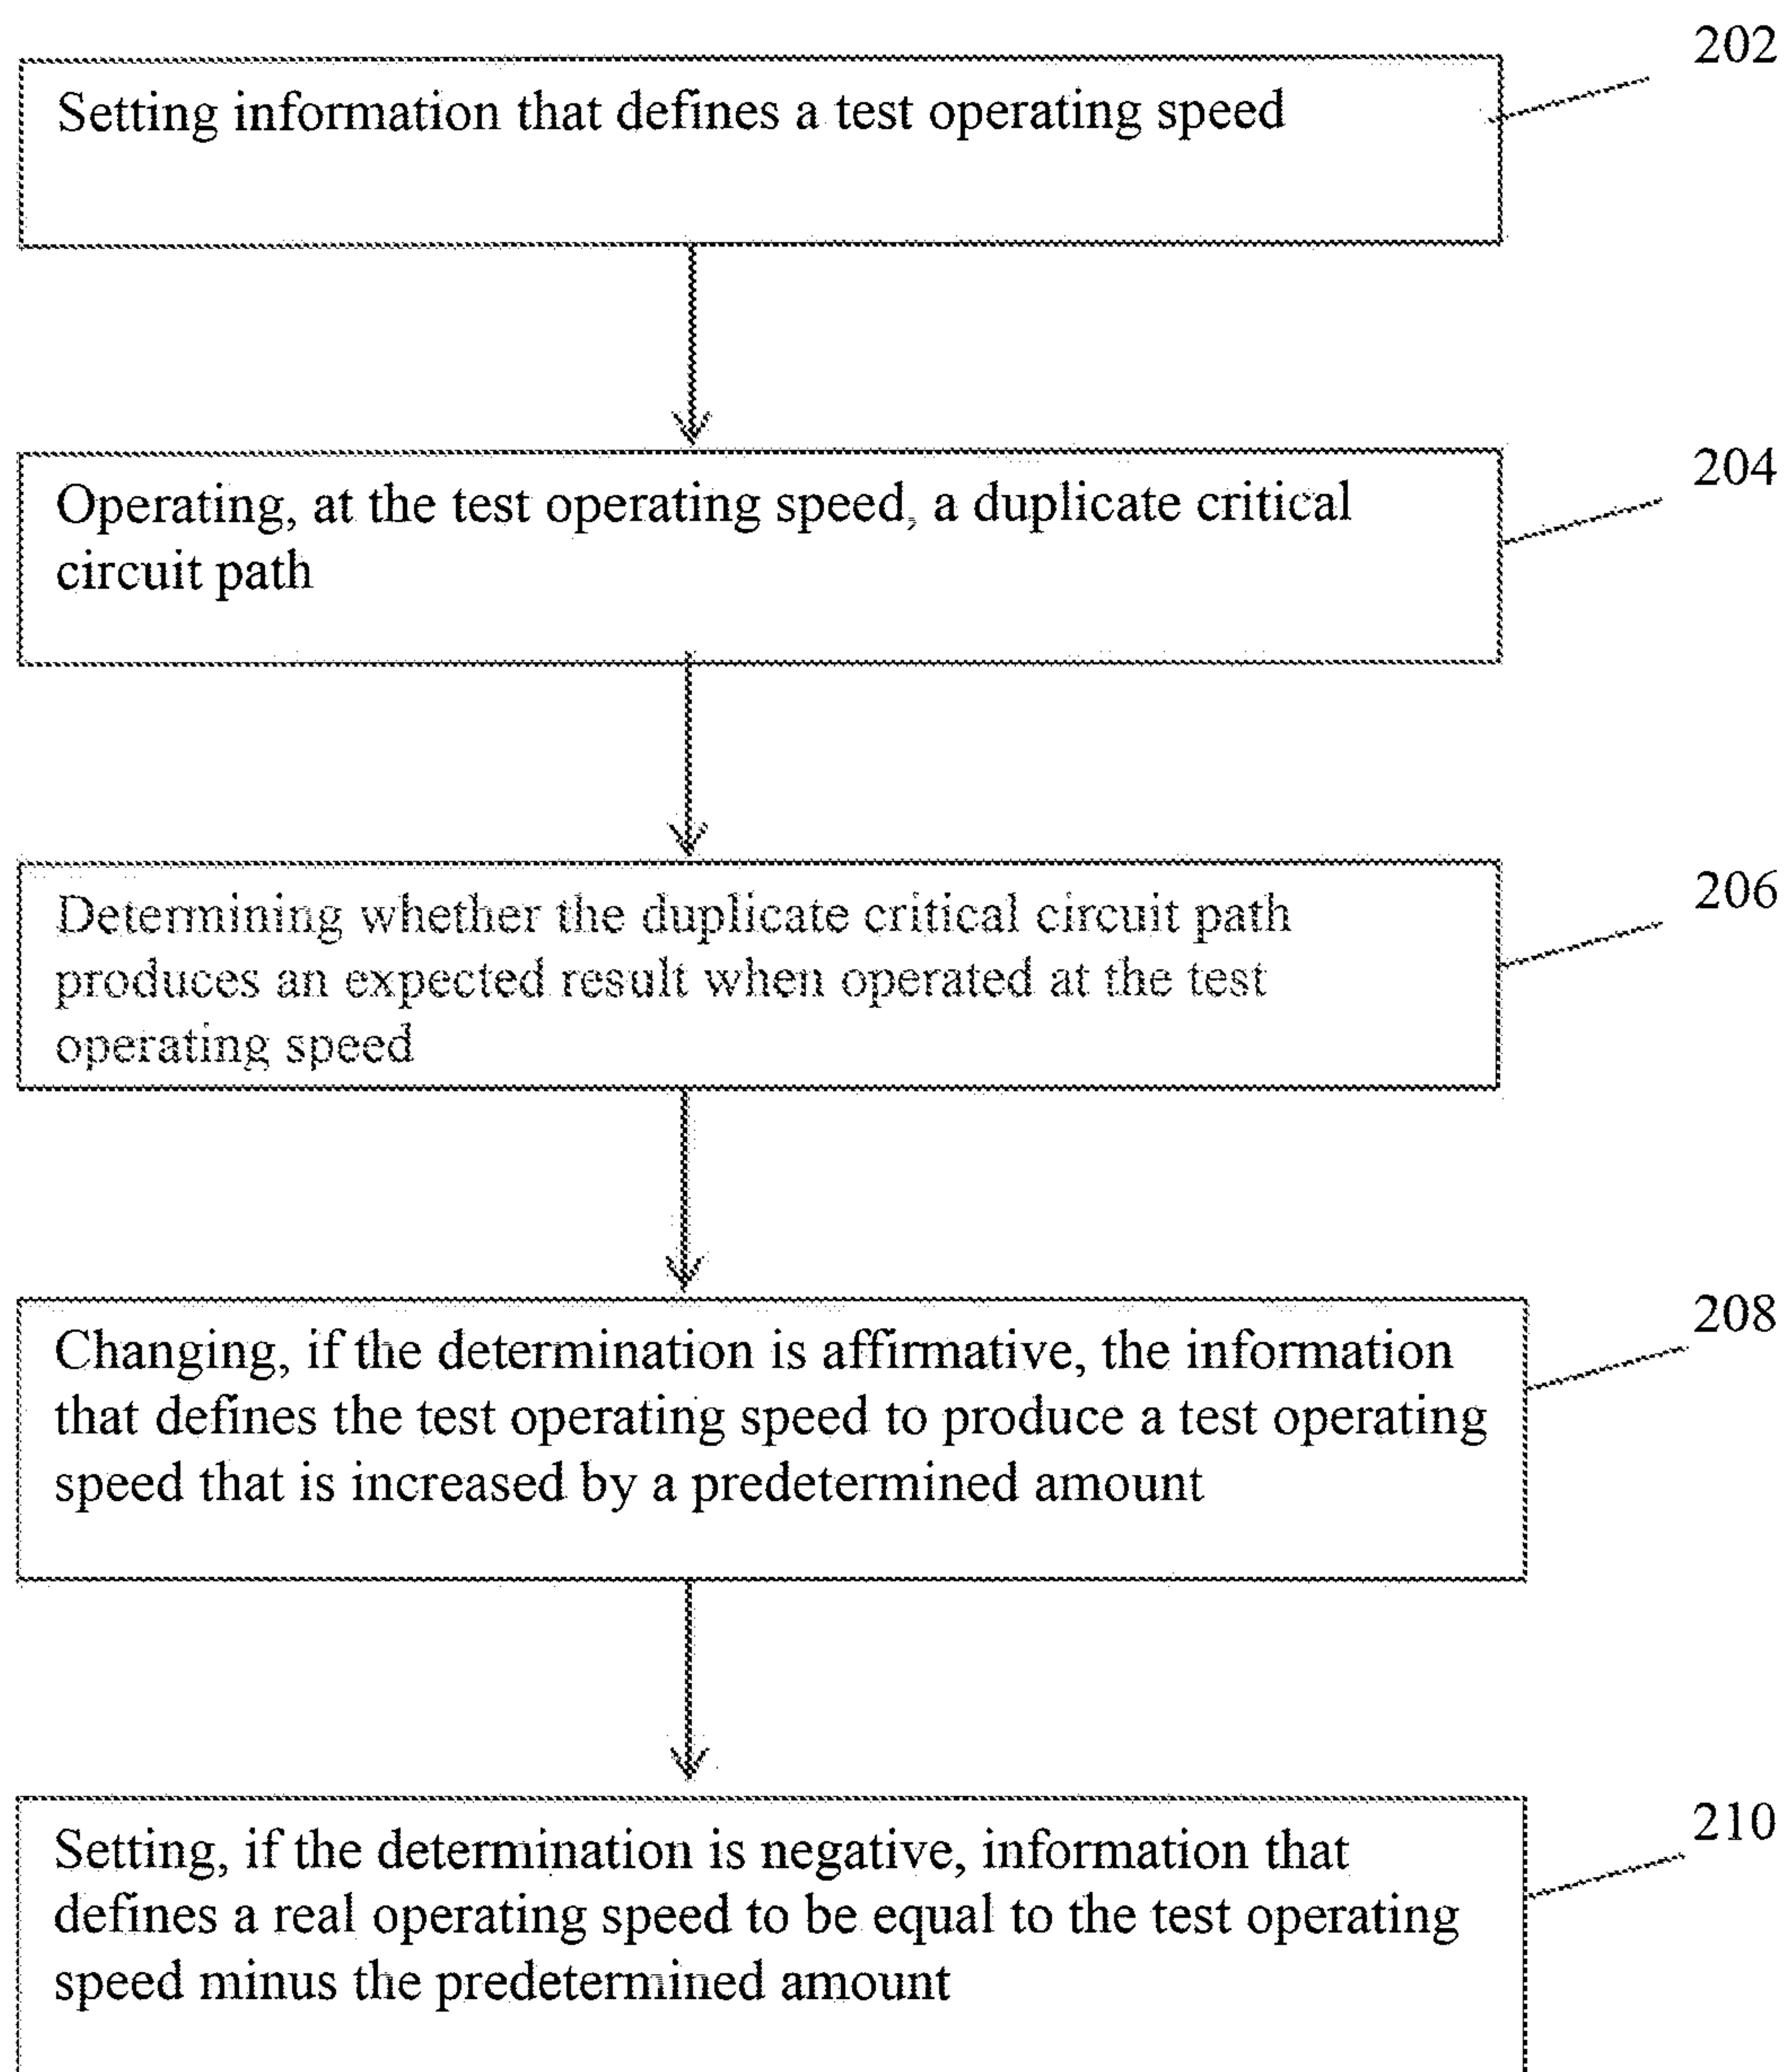 202
Setting information that defines a test operating speed
204
Operating, at the test operating speed, a duplicate critical
circuit path
206
Determining whether the duplicate critical circuit path
produces an expected result when operated at the test
operating speed
208
Changing, if the determination is affirmative, the information
that defines the test operating speed to produce a test operating
speed that is increased by a predetermined amount
210
Setting, if the determination is negative, information that
defines a real operating speed to be equal to the test operating
speed minus the predetermined amount